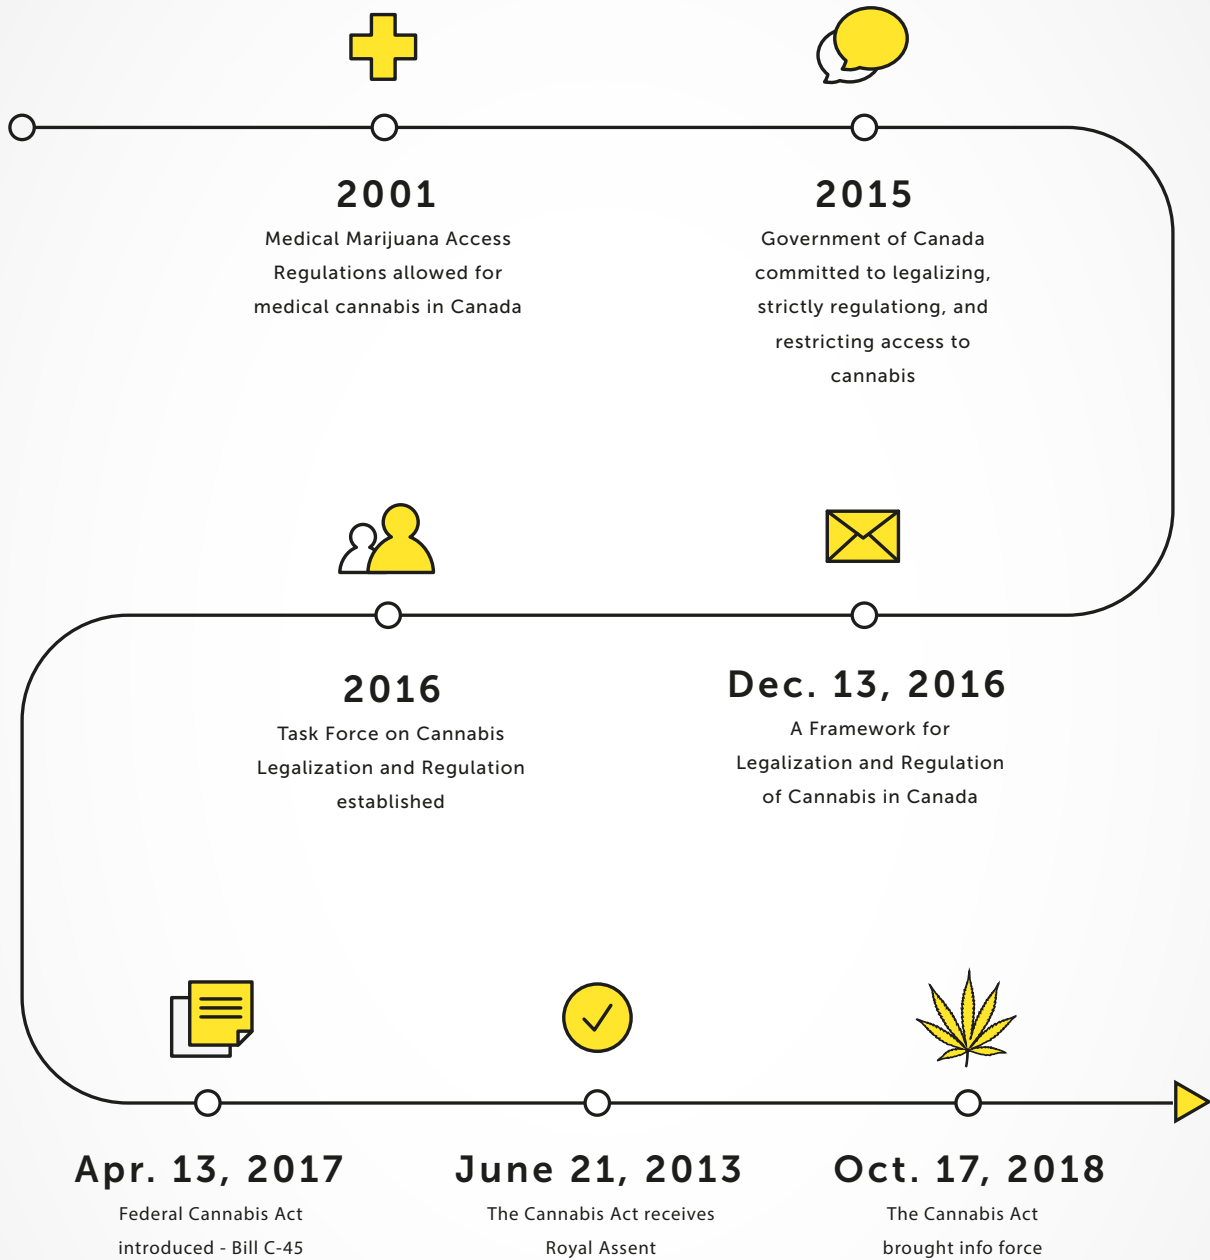 2001
Medical Marijuana Access
Regulations allowed for
medical cannabis in Canada
2015
Government of Canada
committed to legalizing,
strictly regulationg, and
restricting access to
cannabis
2016
Task Force on Cannabis
Legalization and Regulation
established
Dec. 13, 2016
A Framework for
Legalization and Regulation
of Cannabis in Canada
Apr. 13, 2017
Federal Cannabis Act
introduced - Bill C-45
June 21, 2013
The Cannabis Act receives
Royal Assent
Oct. 17, 2018
The Cannabis Act
brought info force